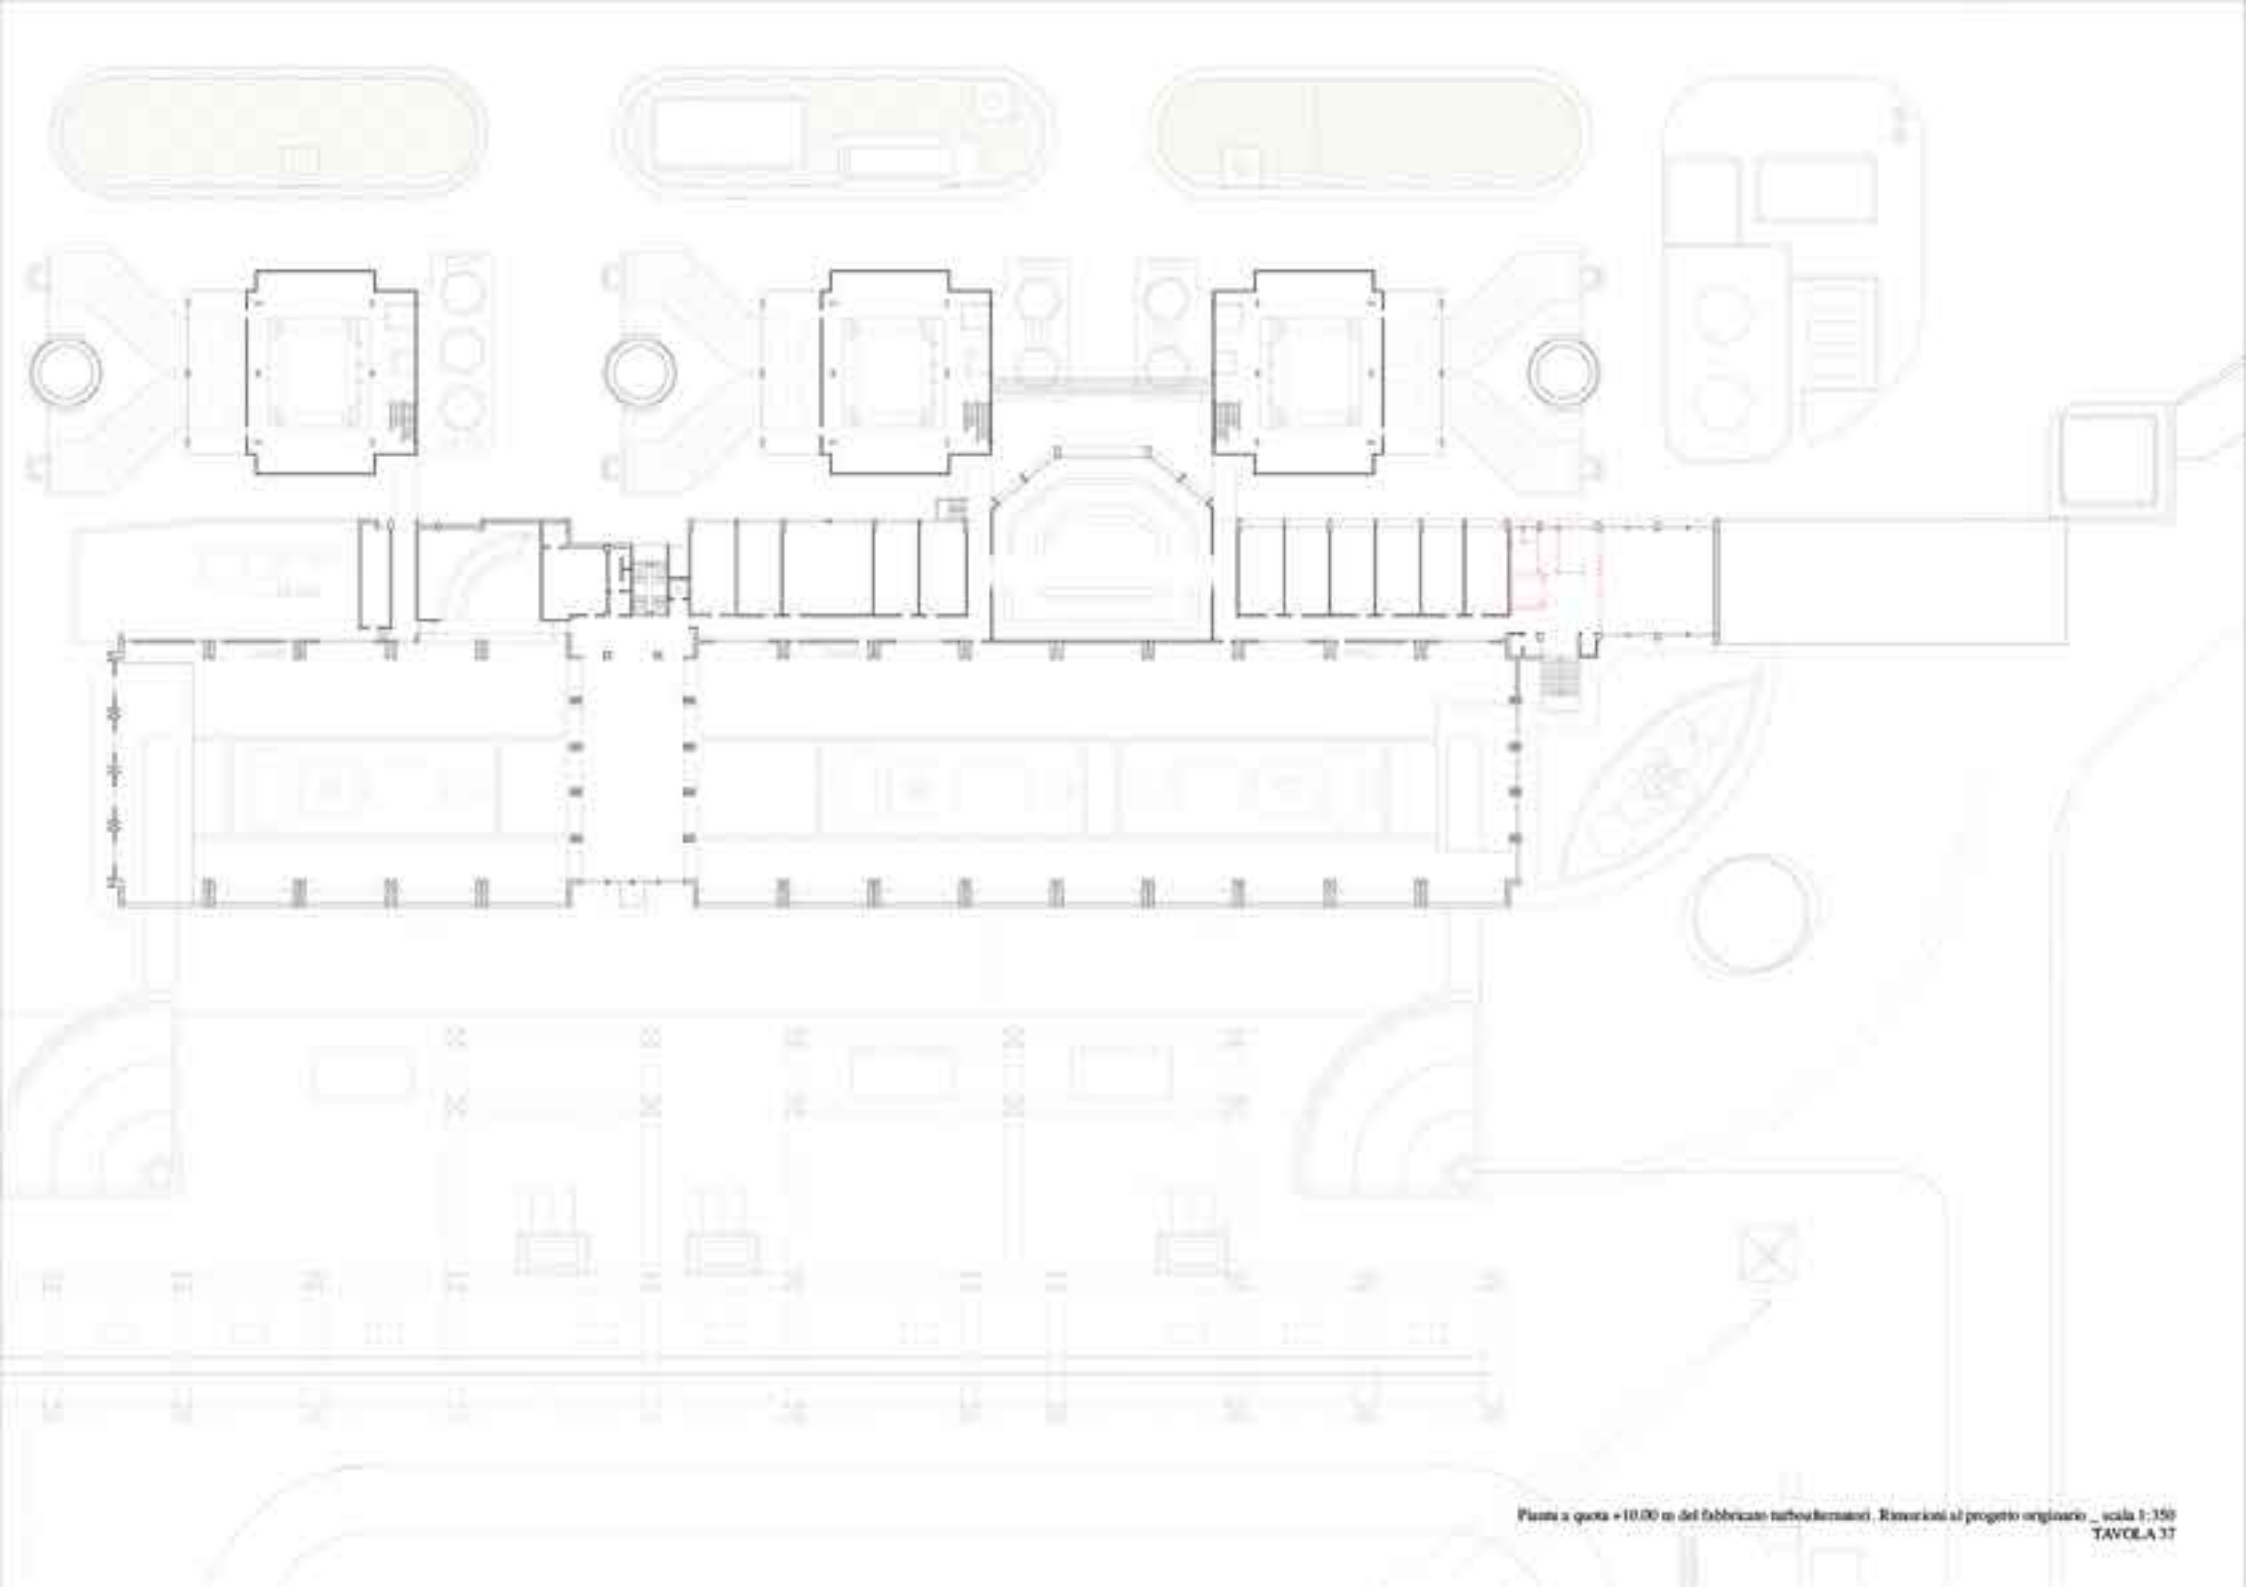 Pianta a quota +10.00 m del fabbricato turboalternatori. Rimozioni al progetto originario _ scala 1:350
TAVOLA 37